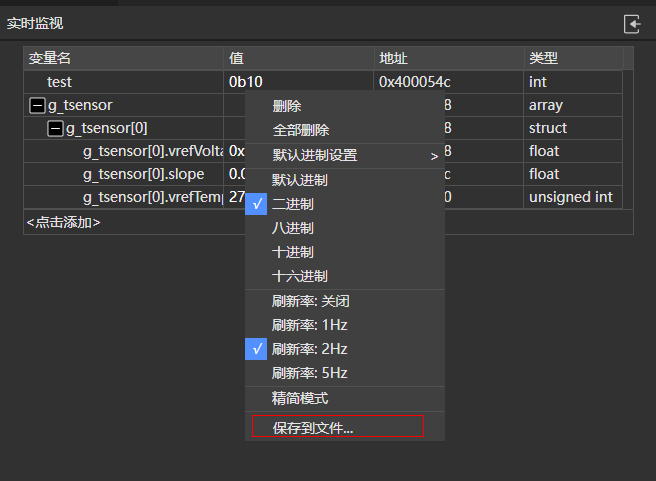 实时监视
变量名 值 地址 类型
test 0b10 0x400054c int
g_tsensor 8 array
g_tsensor[0] 8 struct
g_tsensor[0].vrefVolta 0x 8 float
g_tsensor[0].slope 0.0 c float
g_tsensor[0].vrefTemp 27 0 unsigned int
<点击添加>
删除
全部删除
默认进制设置 >
默认进制
√ 二进制
八进制
十进制
十六进制
刷新率: 关闭
刷新率: 1Hz
√ 刷新率: 2Hz
刷新率: 5Hz
精简模式
保存到文件...